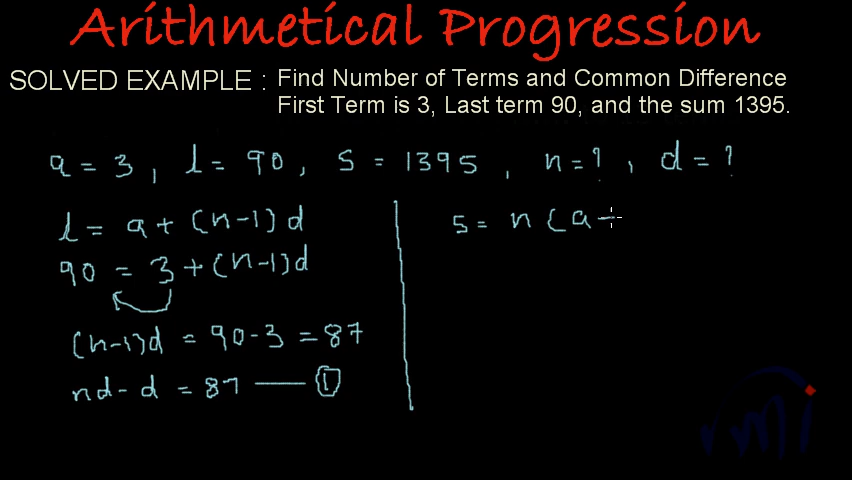 Arithmetical Progression
SOLVED EXAMPLE : Find Number of Terms and Common Difference
First Term is 3, Last term 90, and the sum 1395.
a = 3, l = 90, S = 1395, n = ?, d = ?
l = a + (n-1)d
90 = 3 + (n-1)d
(n-1)d = 90-3 = 87
nd - d = 87 — ①
S = n (a -
rmi